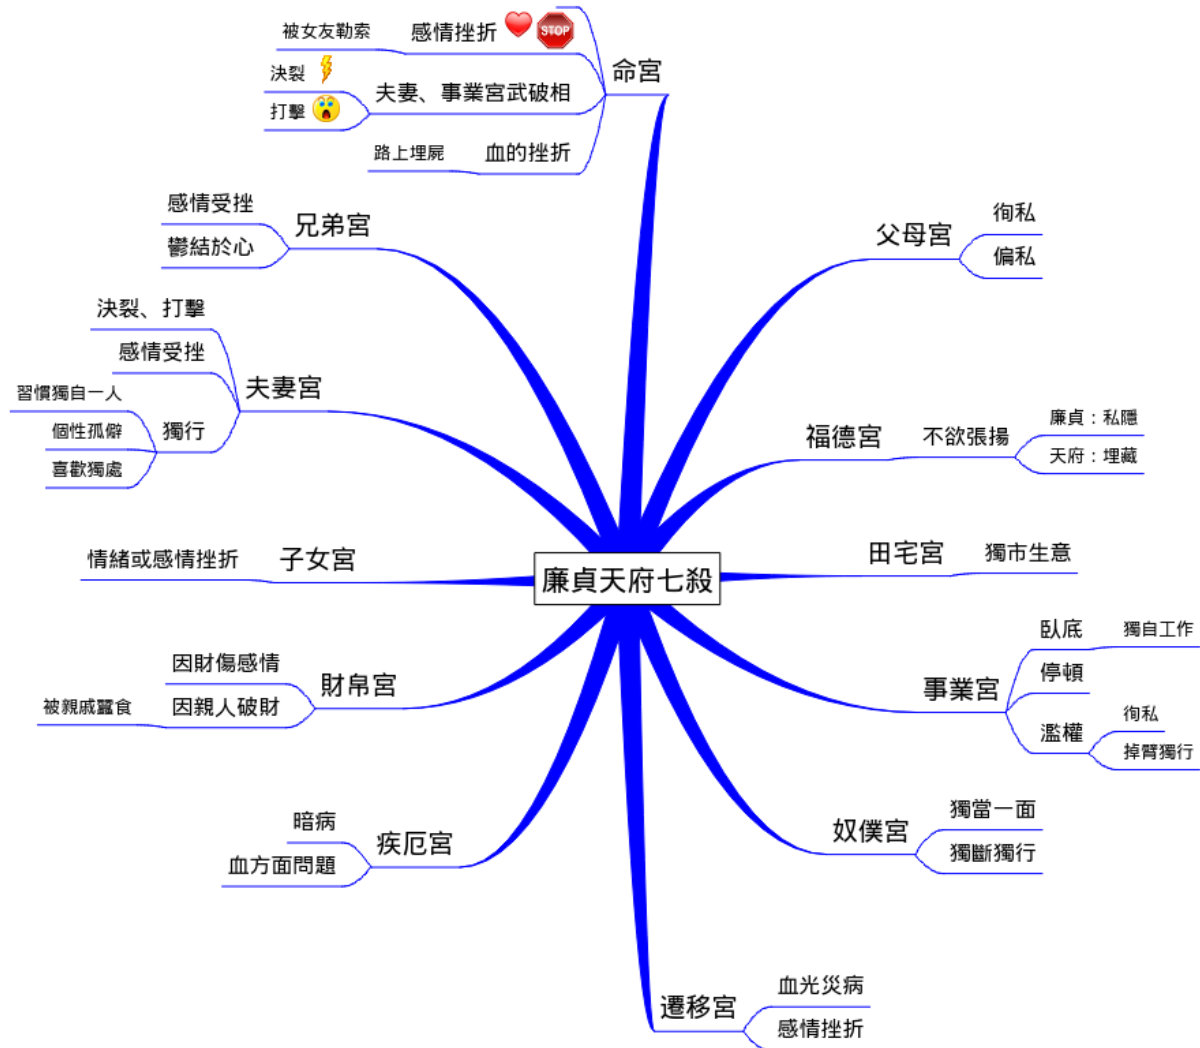 廉貞天府七殺
命宮
感情挫折 STOP
被女友勒索
夫妻、事業宮武破相
決裂
打擊
血的挫折
路上埋屍
兄弟宮
感情受挫
鬱結於心
夫妻宮
決裂、打擊
感情受挫
獨行
習慣獨自一人
個性孤僻
喜歡獨處
子女宮
情緒或感情挫折
財帛宮
因財傷感情
因親人破財
被親戚蠶食
疾厄宮
暗病
血方面問題
父母宮
徇私
偏私
福德宮
不欲張揚
廉貞：私隱
天府：埋藏
田宅宮
獨市生意
事業宮
臥底
獨自工作
停頓
濫權
徇私
掉臂獨行
奴僕宮
獨當一面
獨斷獨行
遷移宮
血光災病
感情挫折